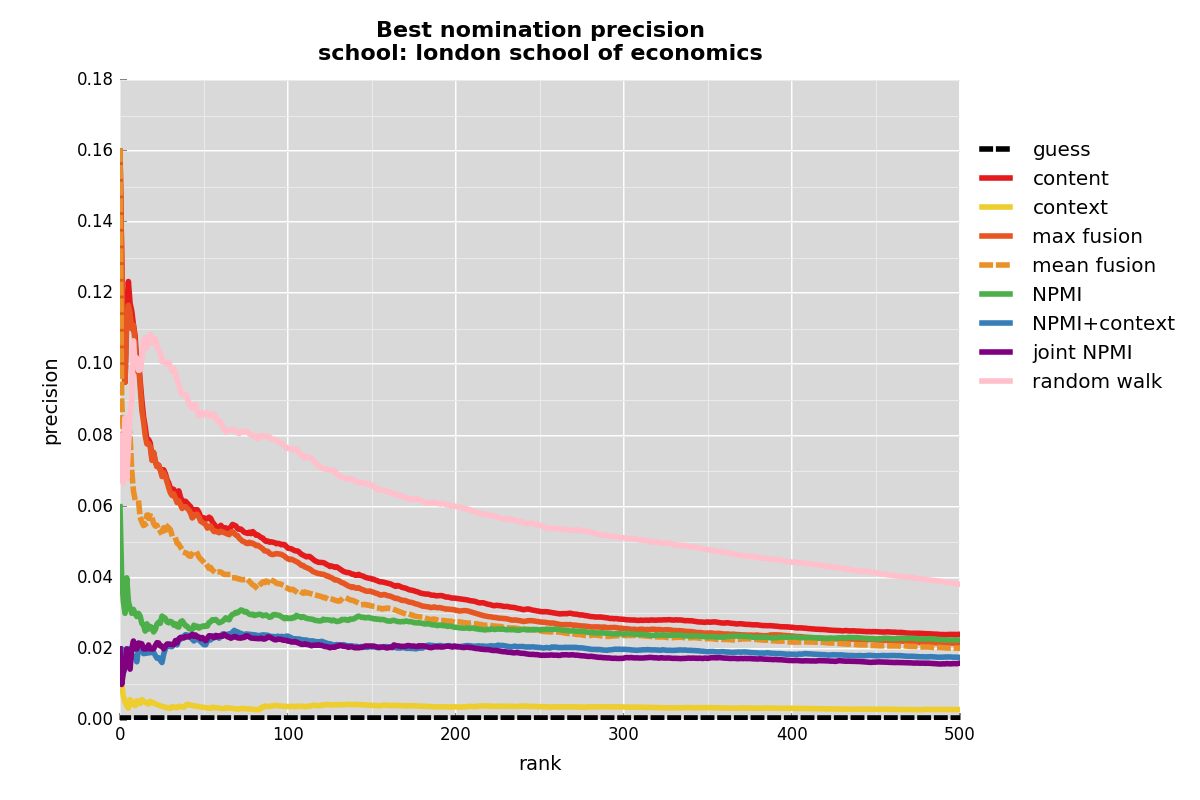 Best nomination precision
school: london school of economics
0.18
0.16
0.14
0.12
0.10
0.08
0.06
0.04
0.02
0.00
precision
0
100
200
300
400
500
rank
guess
content
context
max fusion
mean fusion
NPMI
NPMI+context
joint NPMI
random walk